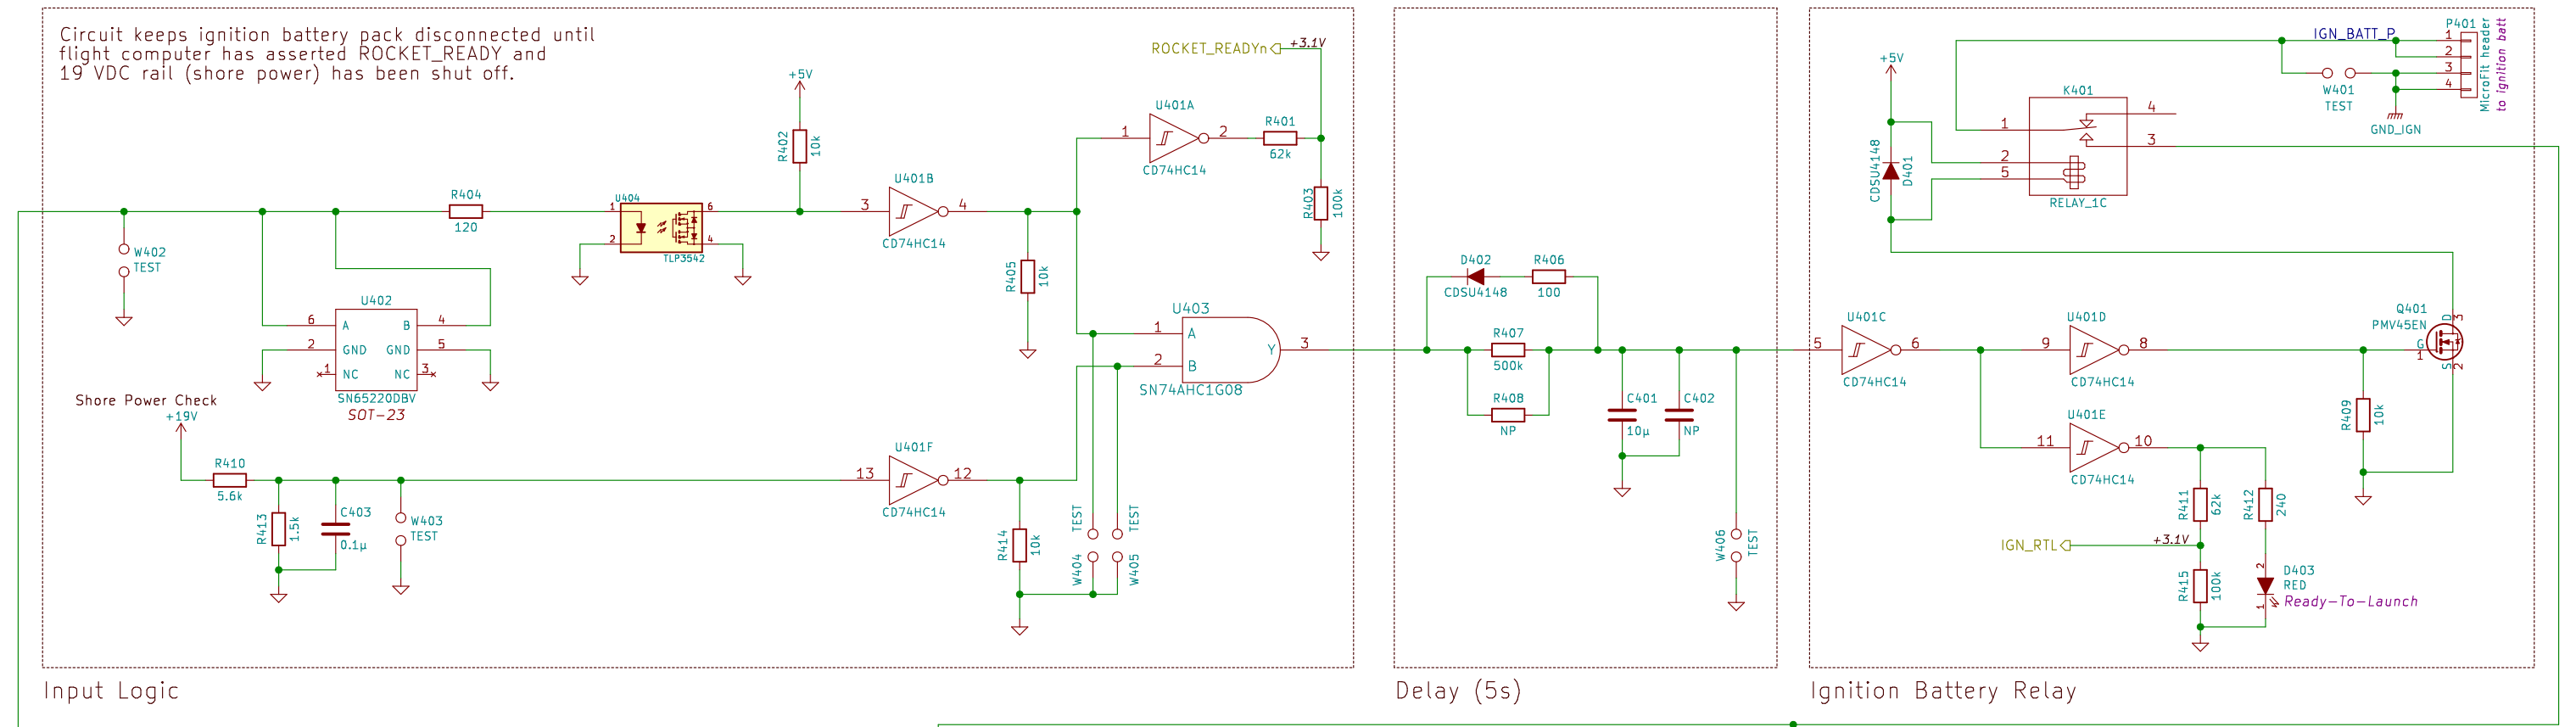 Circuit keeps ignition battery pack disconnected until
flight computer has asserted ROCKET_READY and
19 VDC rail (shore power) has been shut off.
ROCKET_READYn
+3.1V
+5V
R402
10k
U401A
1
2
CD74HC14
R401
62k
R403
100k
R404
120
U404
1
2
6
4
TLP3542
U401B
3
4
CD74HC14
R405
10k
W402
TEST
U402
6
A
B
4
2
GND
GND
5
1
NC
NC
3
SN65220DBV
SOT-23
Shore Power Check
+19V
R410
5.6k
R413
1.5k
C403
0.1µ
W403
TEST
U401F
13
12
CD74HC14
R414
10k
U403
1
A
2
B
Y
3
SN74AHC1G08
TEST
TEST
W404
W405
Input Logic
D402
CDSU4148
R406
100
R407
500k
R408
NP
C401
10µ
C402
NP
W406
TEST
Delay (5s)
+5V
CDSU4148
D401
K401
1
2
5
4
3
RELAY_1C
IGN_BATT_P
W401
TEST
GND_IGN
P401
1
2
3
4
MicroFit header
to ignition batt
U401C
5
6
CD74HC14
U401D
9
8
CD74HC14
U401E
11
10
CD74HC14
Q401
PMV45EN
D
3
G
1
S
2
R409
10k
R411
62k
R412
240
IGN_RTL
+3.1V
R415
100k
2
1
D403
RED
Ready-To-Launch
Ignition Battery Relay